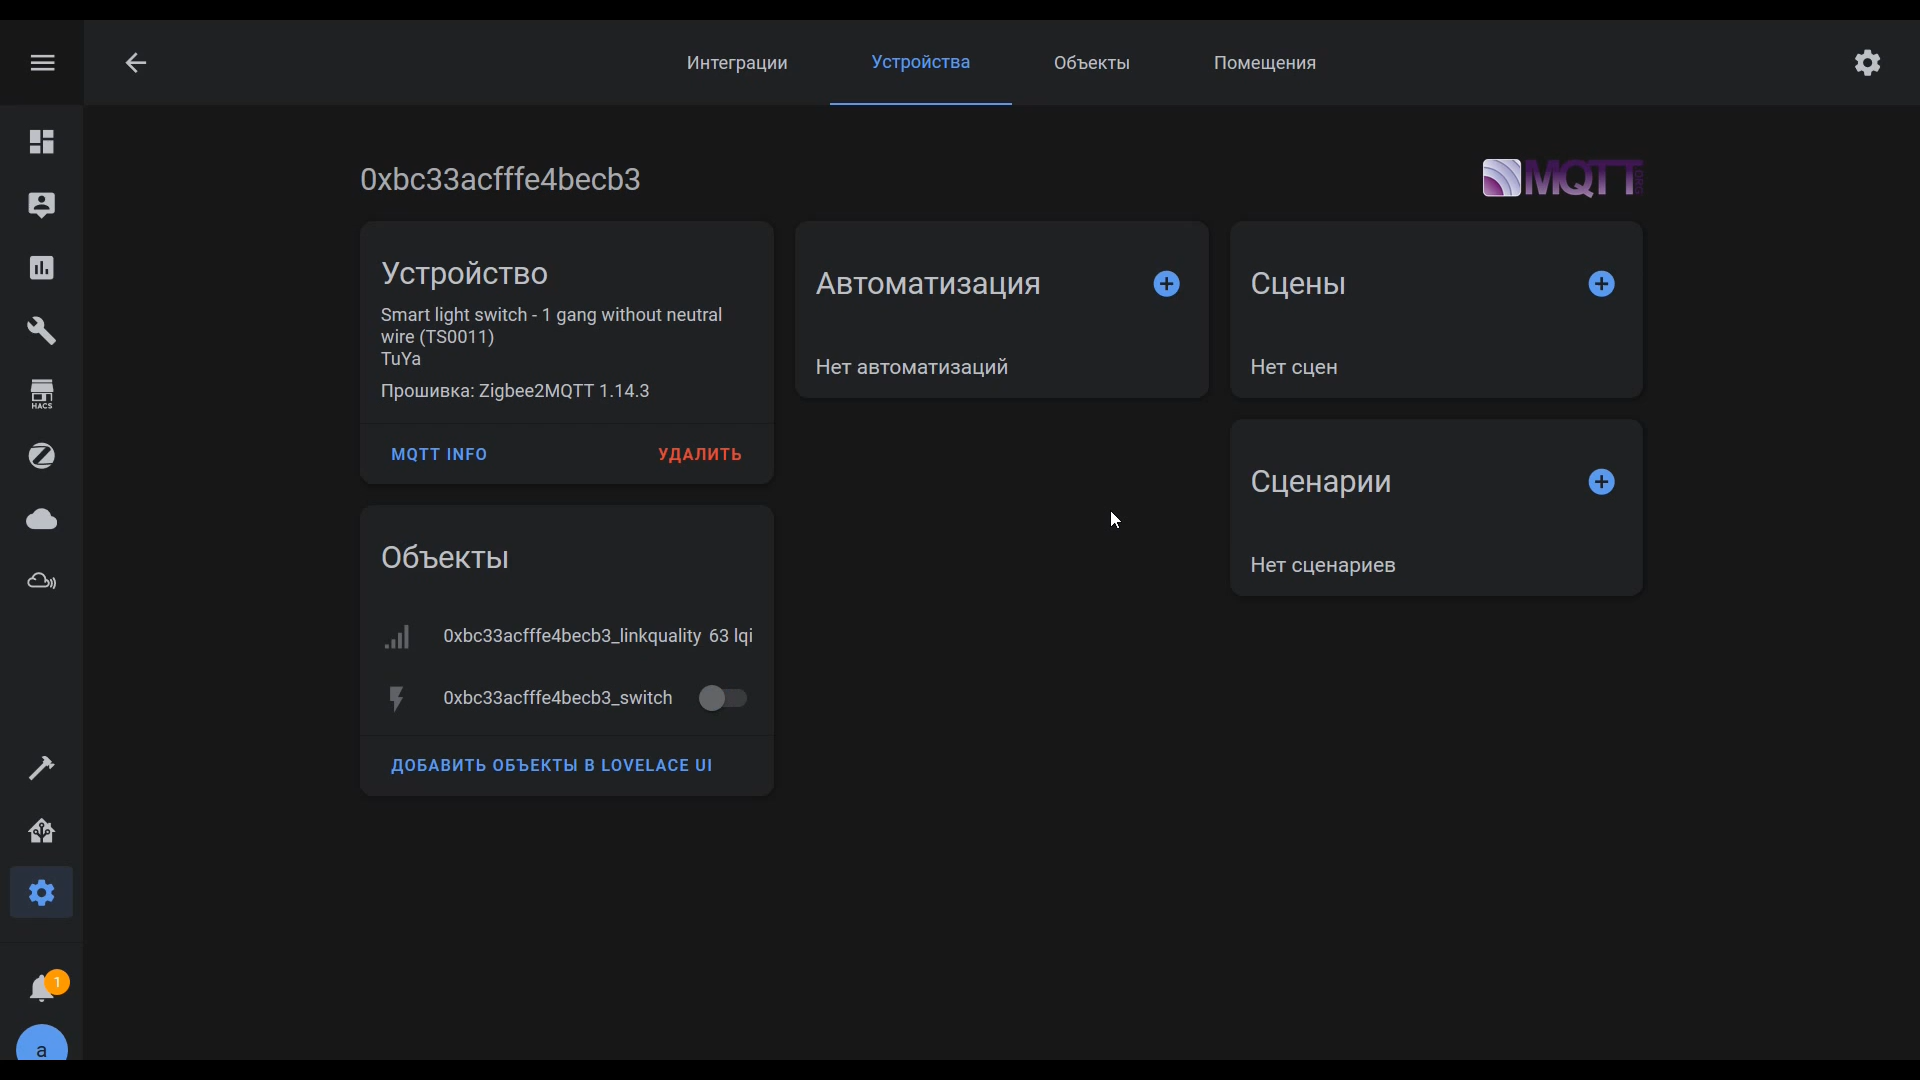 Интеграции
Устройства
Объекты
Помещения
0xbc33acfffe4becb3
MQTT
ORG
Устройство
Smart light switch - 1 gang without neutral
wire (TS0011)
TuYa
Прошивка: Zigbee2MQTT 1.14.3
MQTT INFO
УДАЛИТЬ
Автоматизация
Нет автоматизаций
Сцены
Нет сцен
Сценарии
Нет сценариев
Объекты
0xbc33acfffe4becb3_linkquality 63 lqi
0xbc33acfffe4becb3_switch
ДОБАВИТЬ ОБЪЕКТЫ В LOVELACE UI
HACS
1
a